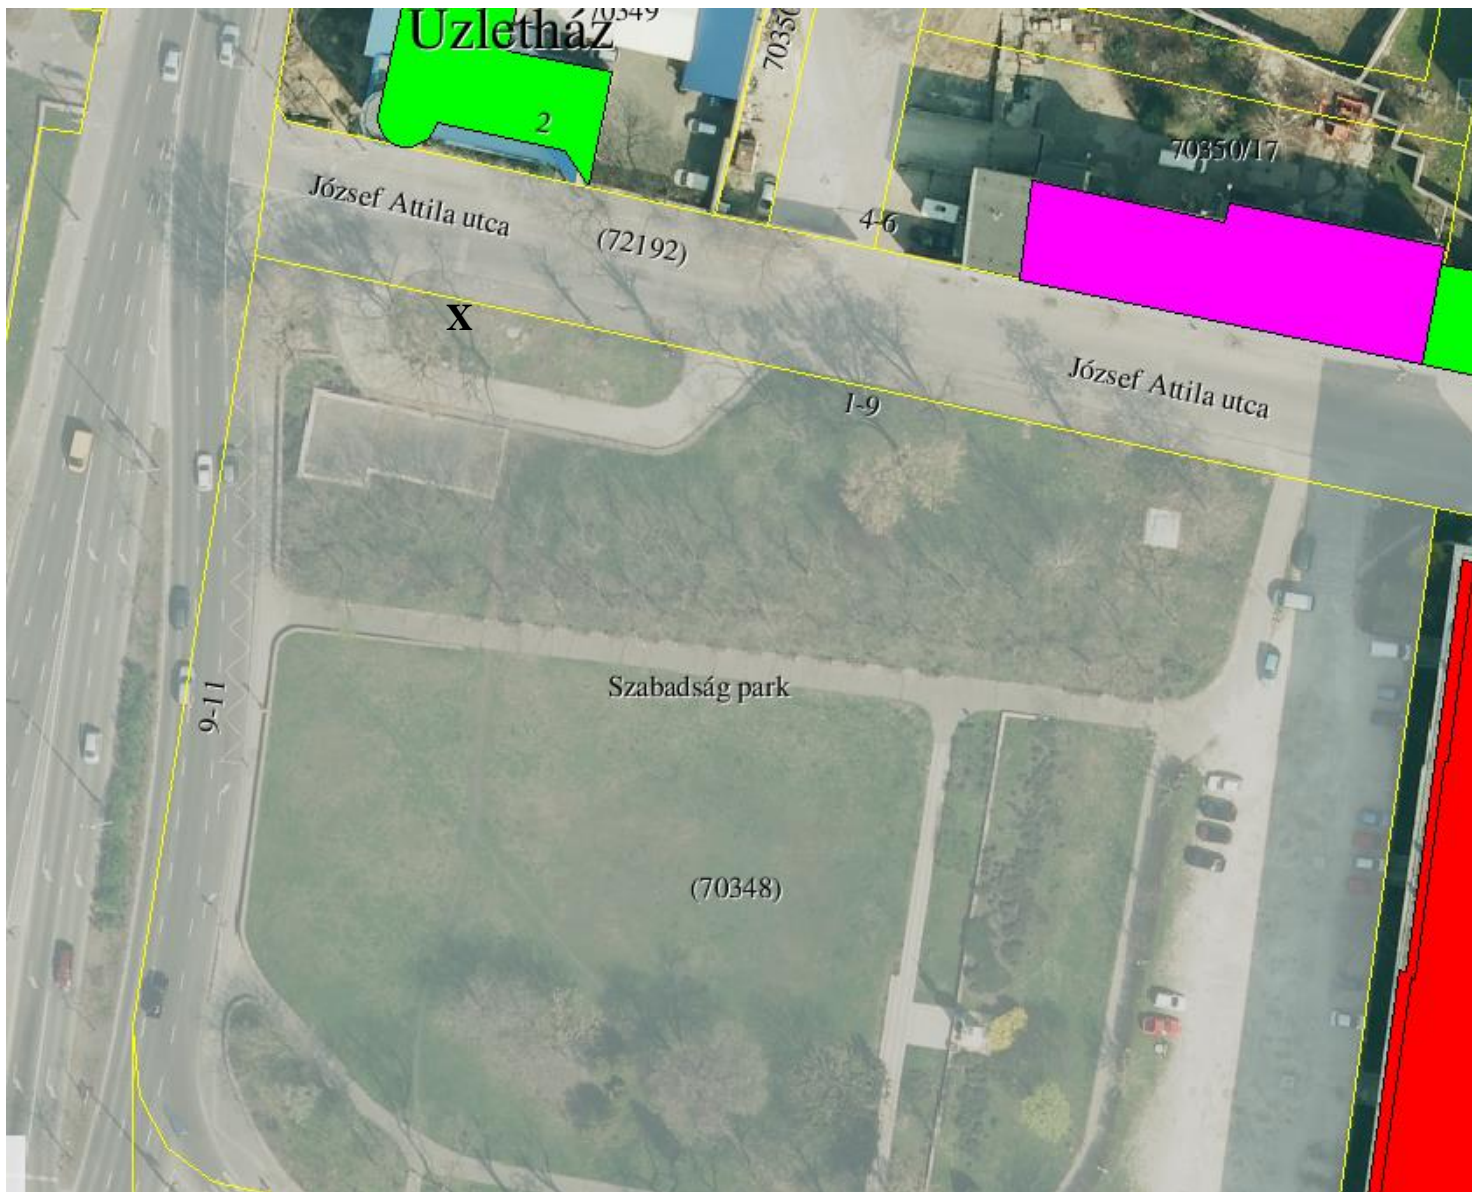 Üzletház
70349
70350
2
70350/17
József Attila utca
(72192)
4-6
X
József Attila utca
1-9
Szabadság park
9-11
(70348)